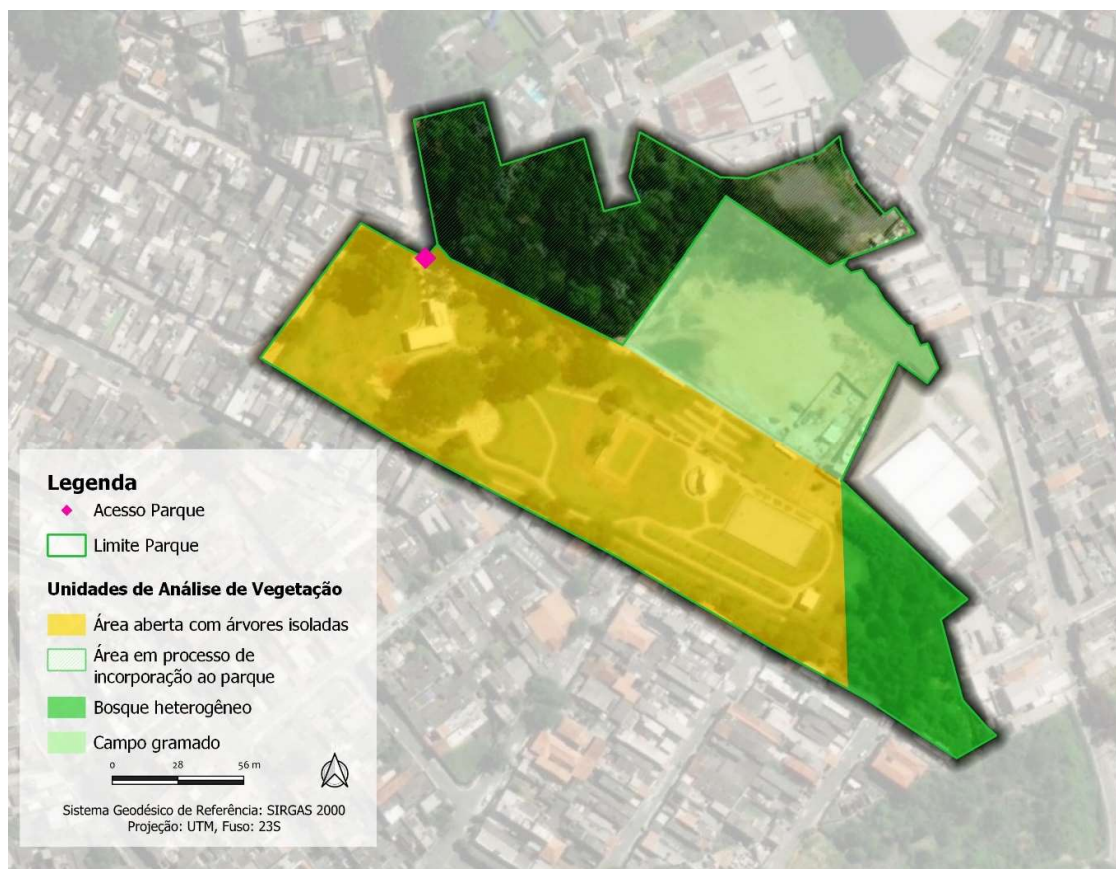 Legenda
Acesso Parque
Limite Parque
Unidades de Análise de Vegetação
Área aberta com árvores isoladas
Área em processo de
incorporação ao parque
Bosque heterogêneo
Campo gramado
0 28 56 m
Sistema Geodésico de Referência: SIRGAS 2000
Projeção: UTM, Fuso: 23S